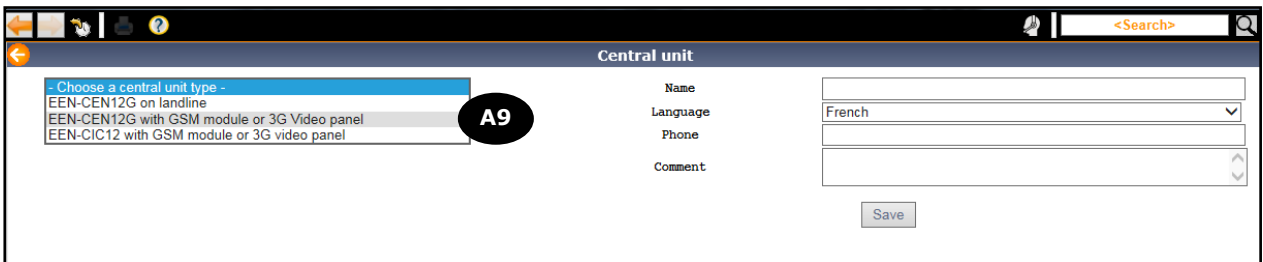 <Search>
Central unit
- Choose a central unit type -
EEN-CEN12G on landline
EEN-CEN12G with GSM module or 3G Video panel
EEN-CIC12 with GSM module or 3G video panel
A9
Name
Language
French
Phone
Comment
Save